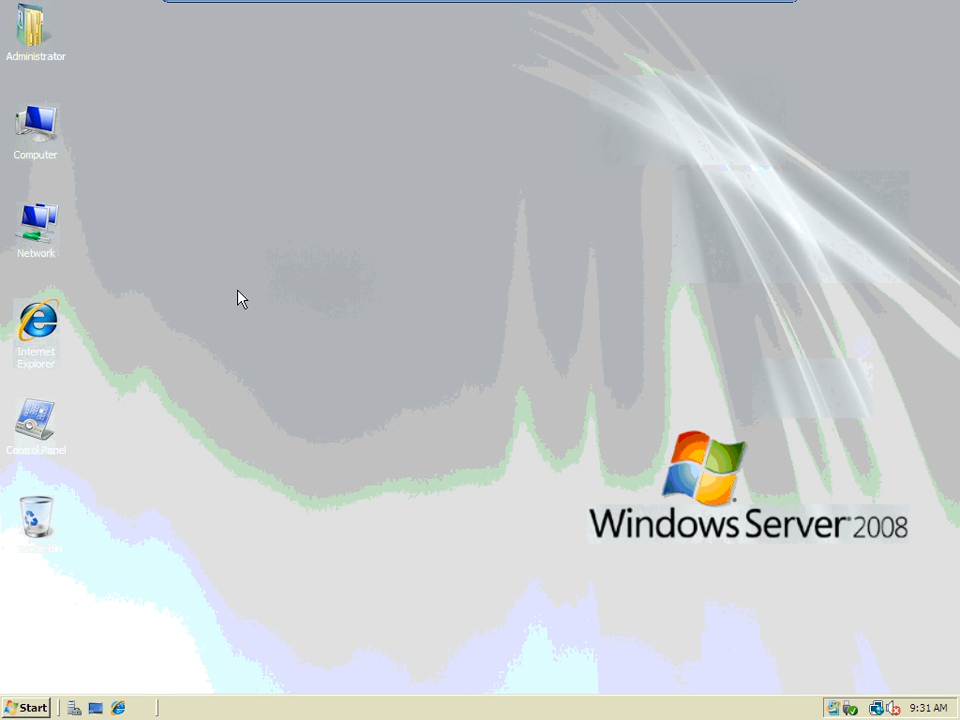 Administrator
Computer
Network
Internet
Explorer
Control Panel
Windows Server 2008
Start
9:31 AM